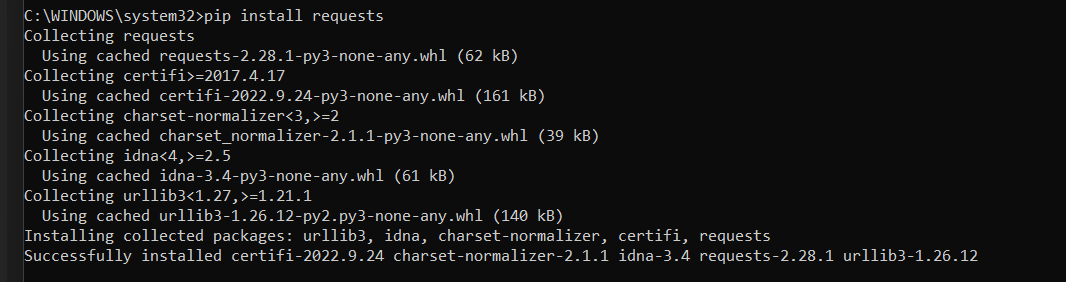 C:\WINDOWS\system32>pip install requests
Collecting requests
  Using cached requests-2.28.1-py3-none-any.whl (62 kB)
Collecting certifi>=2017.4.17
  Using cached certifi-2022.9.24-py3-none-any.whl (161 kB)
Collecting charset-normalizer<3,>=2
  Using cached charset_normalizer-2.1.1-py3-none-any.whl (39 kB)
Collecting idna<4,>=2.5
  Using cached idna-3.4-py3-none-any.whl (61 kB)
Collecting urllib3<1.27,>=1.21.1
  Using cached urllib3-1.26.12-py2.py3-none-any.whl (140 kB)
Installing collected packages: urllib3, idna, charset-normalizer, certifi, requests
Successfully installed certifi-2022.9.24 charset-normalizer-2.1.1 idna-3.4 requests-2.28.1 urllib3-1.26.12